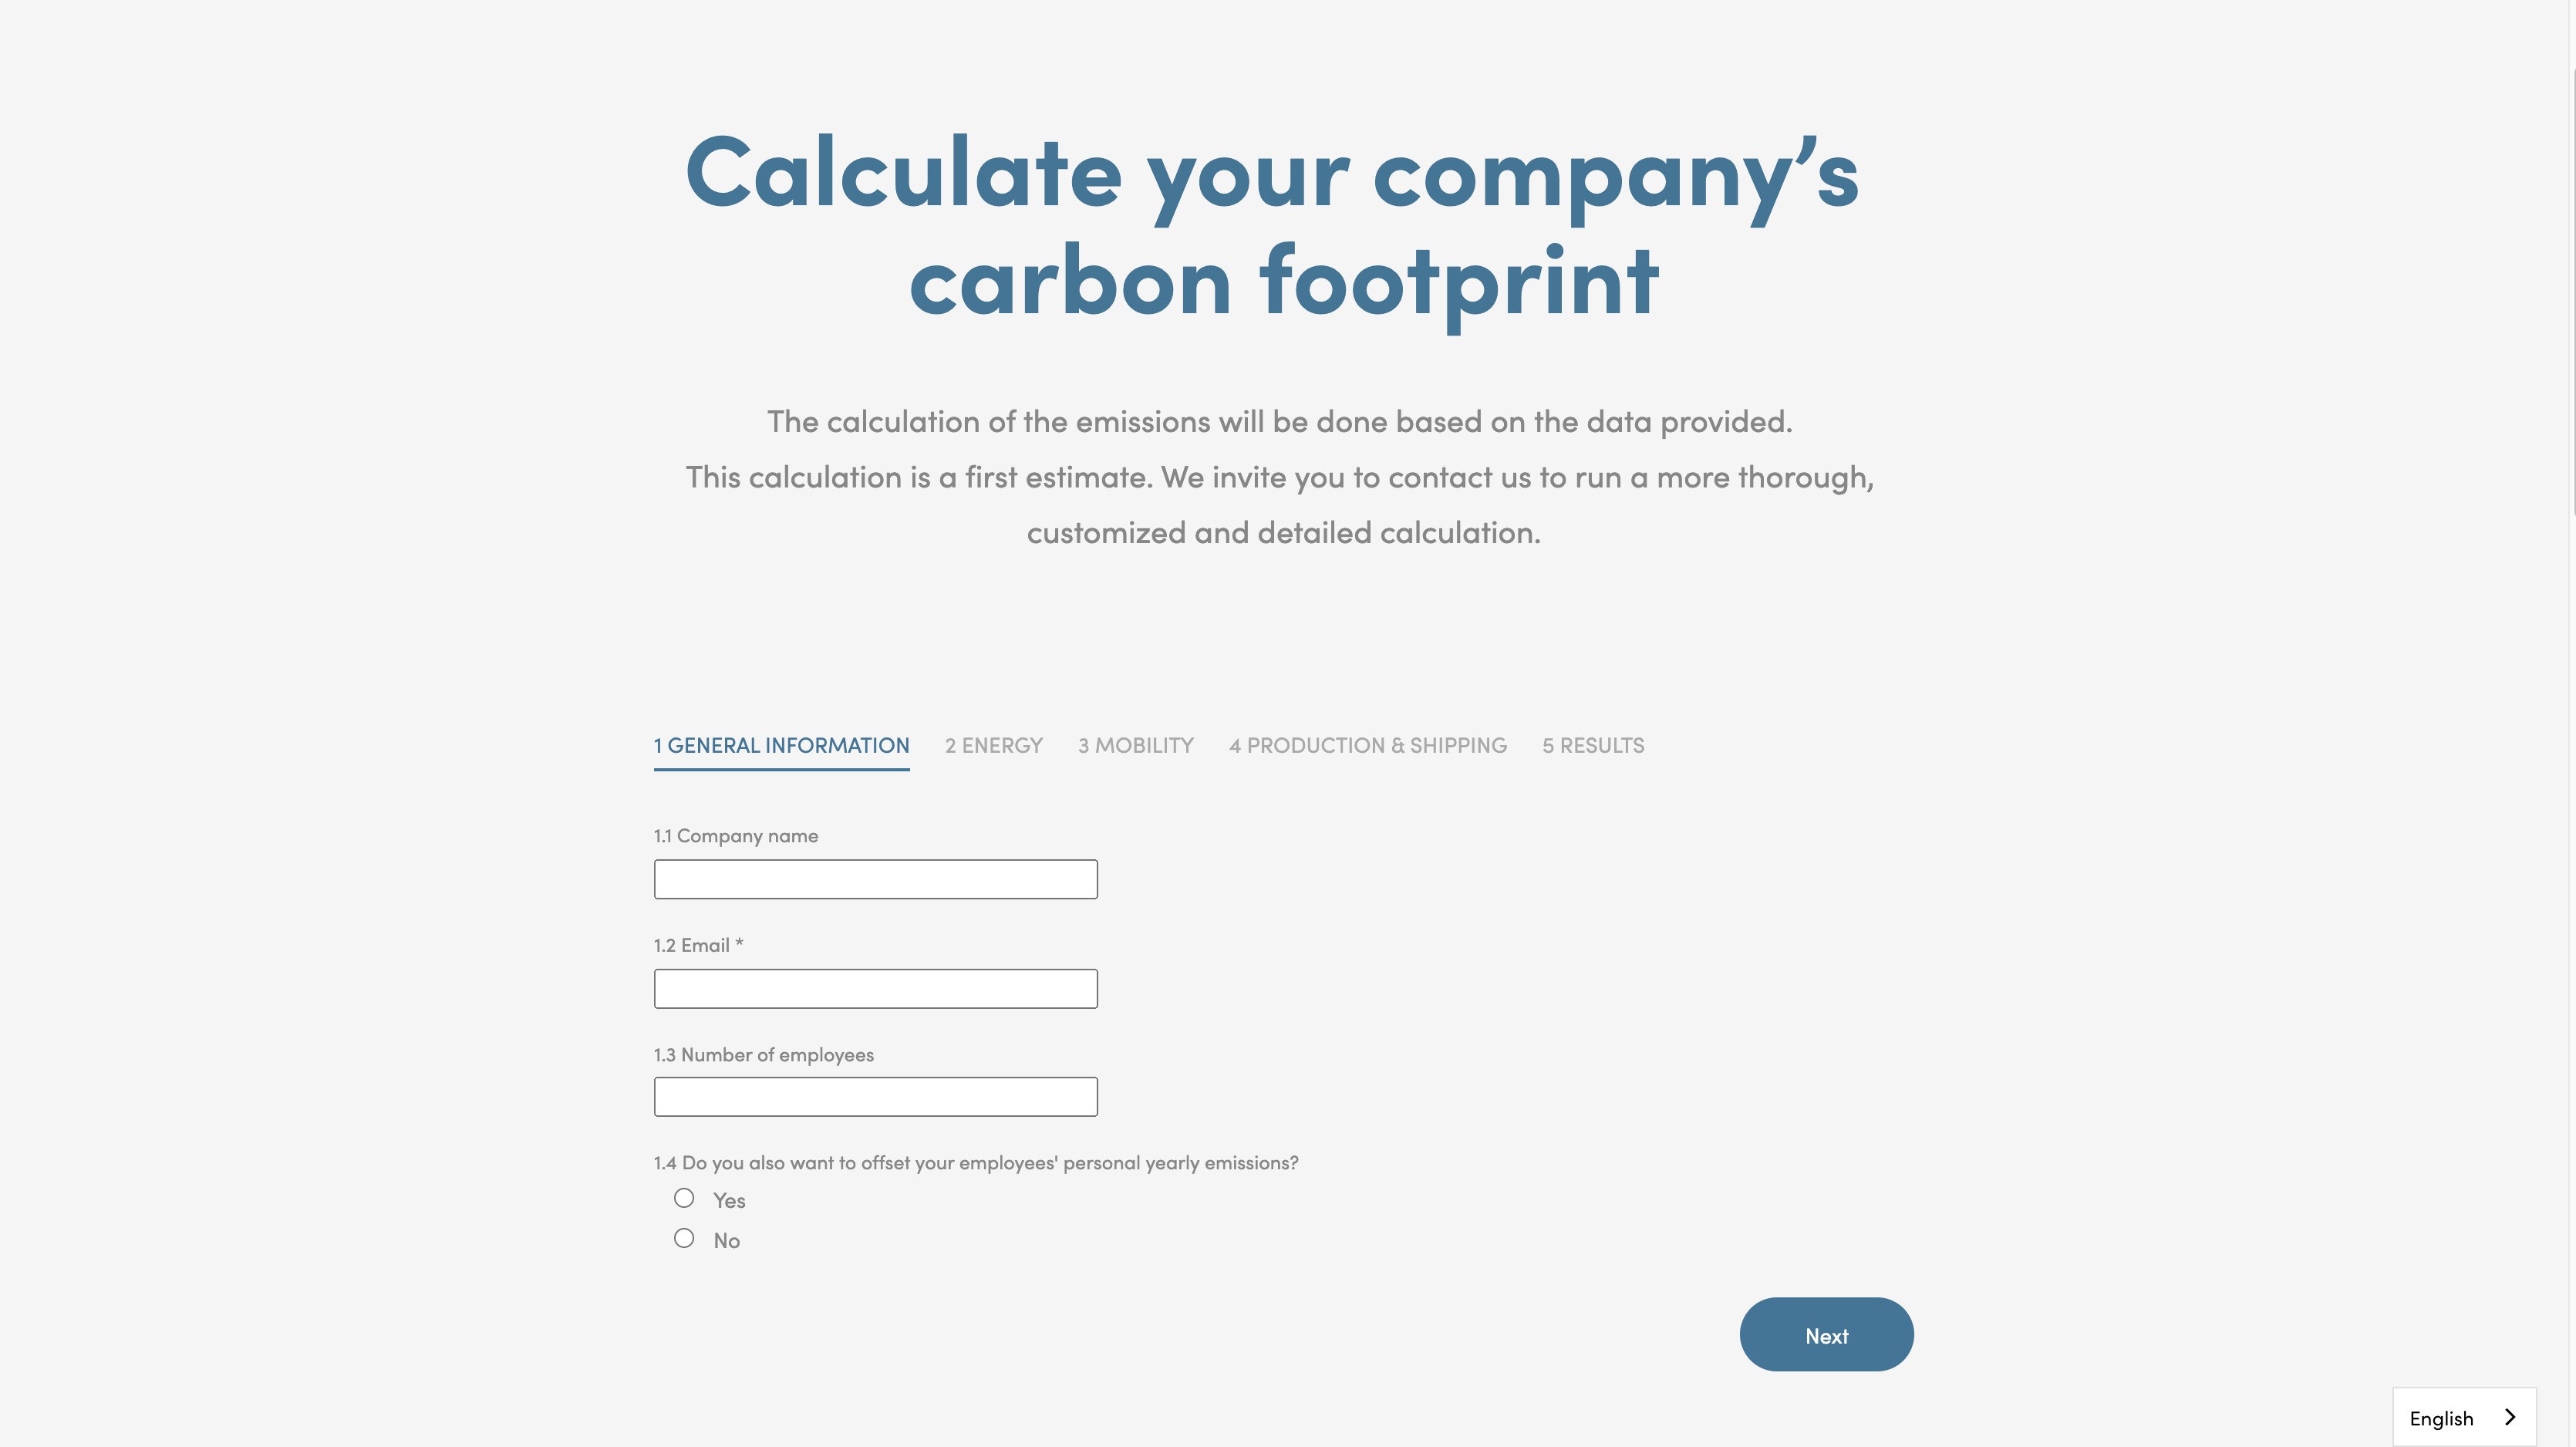 Calculate your company’s
carbon footprint
The calculation of the emissions will be done based on the data provided.
This calculation is a first estimate. We invite you to contact us to run a more thorough,
customized and detailed calculation.
1 GENERAL INFORMATION 2 ENERGY 3 MOBILITY 4 PRODUCTION & SHIPPING 5 RESULTS
1.1 Company name
1.2 Email *
1.3 Number of employees
1.4 Do you also want to offset your employees' personal yearly emissions?
Yes
No
Next
English